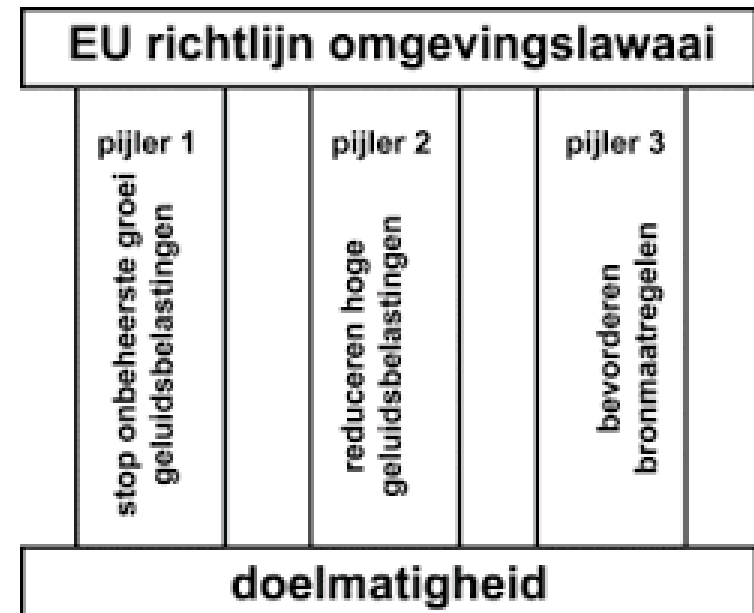 EU richtlijn omgevingslawaai
pijler 1
stop onbeheerste groei
geluidsbelastingen
pijler 2
reduceren hoge
geluidsbelastingen
pijler 3
bevorderen
bronmaatregelen
doelmatigheid